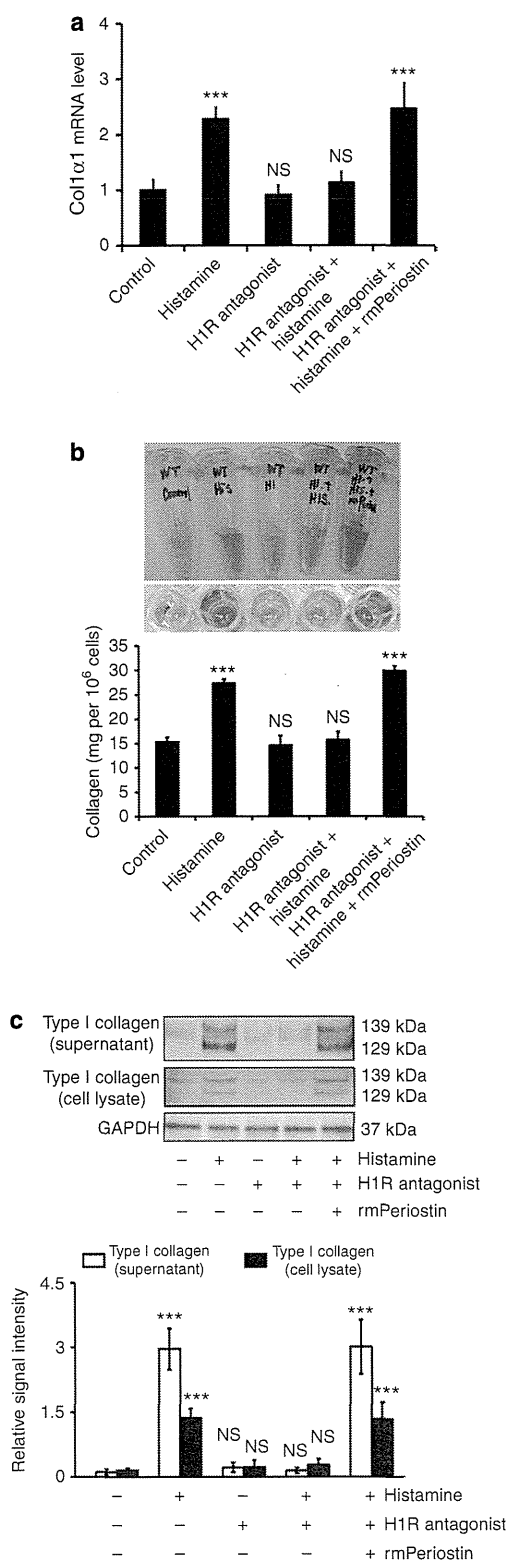 a
Col1α1 mRNA level
4
3
2
1
0
***
NS
NS
***
Control
Histamine
H1R antagonist
H1R antagonist +
histamine
H1R antagonist +
histamine + rmPeriostin
b
WT
Control
WT
HIS
WT
H1
WT
H1+
HIS.
WT
H1+
HIS+
Collagen (mg per 10⁶ cells)
35
30
25
20
15
10
5
0
***
NS
NS
***
Control
Histamine
H1R antagonist
H1R antagonist +
histamine
H1R antagonist +
histamine + rmPeriostin
c
Type I collagen
(supernatant)
139 kDa
129 kDa
Type I collagen
(cell lysate)
139 kDa
129 kDa
GAPDH
37 kDa
– + – + + Histamine
– – + + + H1R antagonist
– – – – + rmPeriostin
Type I collagen
(supernatant)
Type I collagen
(cell lysate)
Relative signal intensity
4.5
3
1.5
0
***
***
NS
NS
NS
NS
***
***
– + – + + Histamine
– – + + + H1R antagonist
– – – – + rmPeriostin